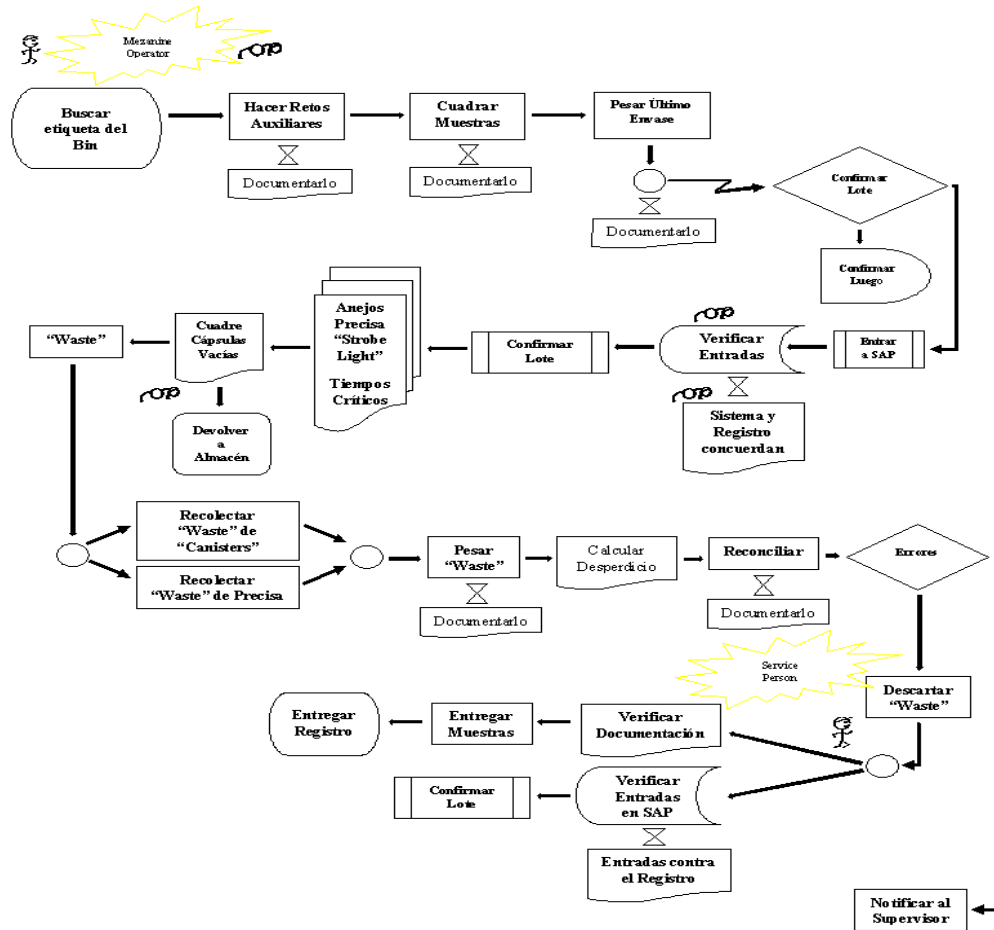 Mezanine
Operator
Buscar
etiqueta del
Bin
Hacer Retos
Auxiliares
Documentarlo
Cuadrar
Muestras
Documentarlo
Pesar Último
Envase
Documentarlo
Confirmar
Lote
Confirmar
Luego
Entrar
a SAP
Verificar
Entradas
Sistema y
Registro
concuerdan
Confirmar
Lote
Anejos
Precisa
“Strobe
Light”
Tiempos
Críticos
Cuadre
Cápsulas
Vacías
Devolver
a
Almacén
“Waste”
Recolectar
“Waste” de
“Canisters”
Recolectar
“Waste” de Precisa
Pesar
“Waste”
Documentarlo
Calcular
Desperdicio
Reconciliar
Documentarlo
Errores
Service
Person
Descartar
“Waste”
Verificar
Documentación
Entregar
Muestras
Entregar
Registro
Verificar
Entradas
en SAP
Confirmar
Lote
Entradas contra
el Registro
Notificar al
Supervisor